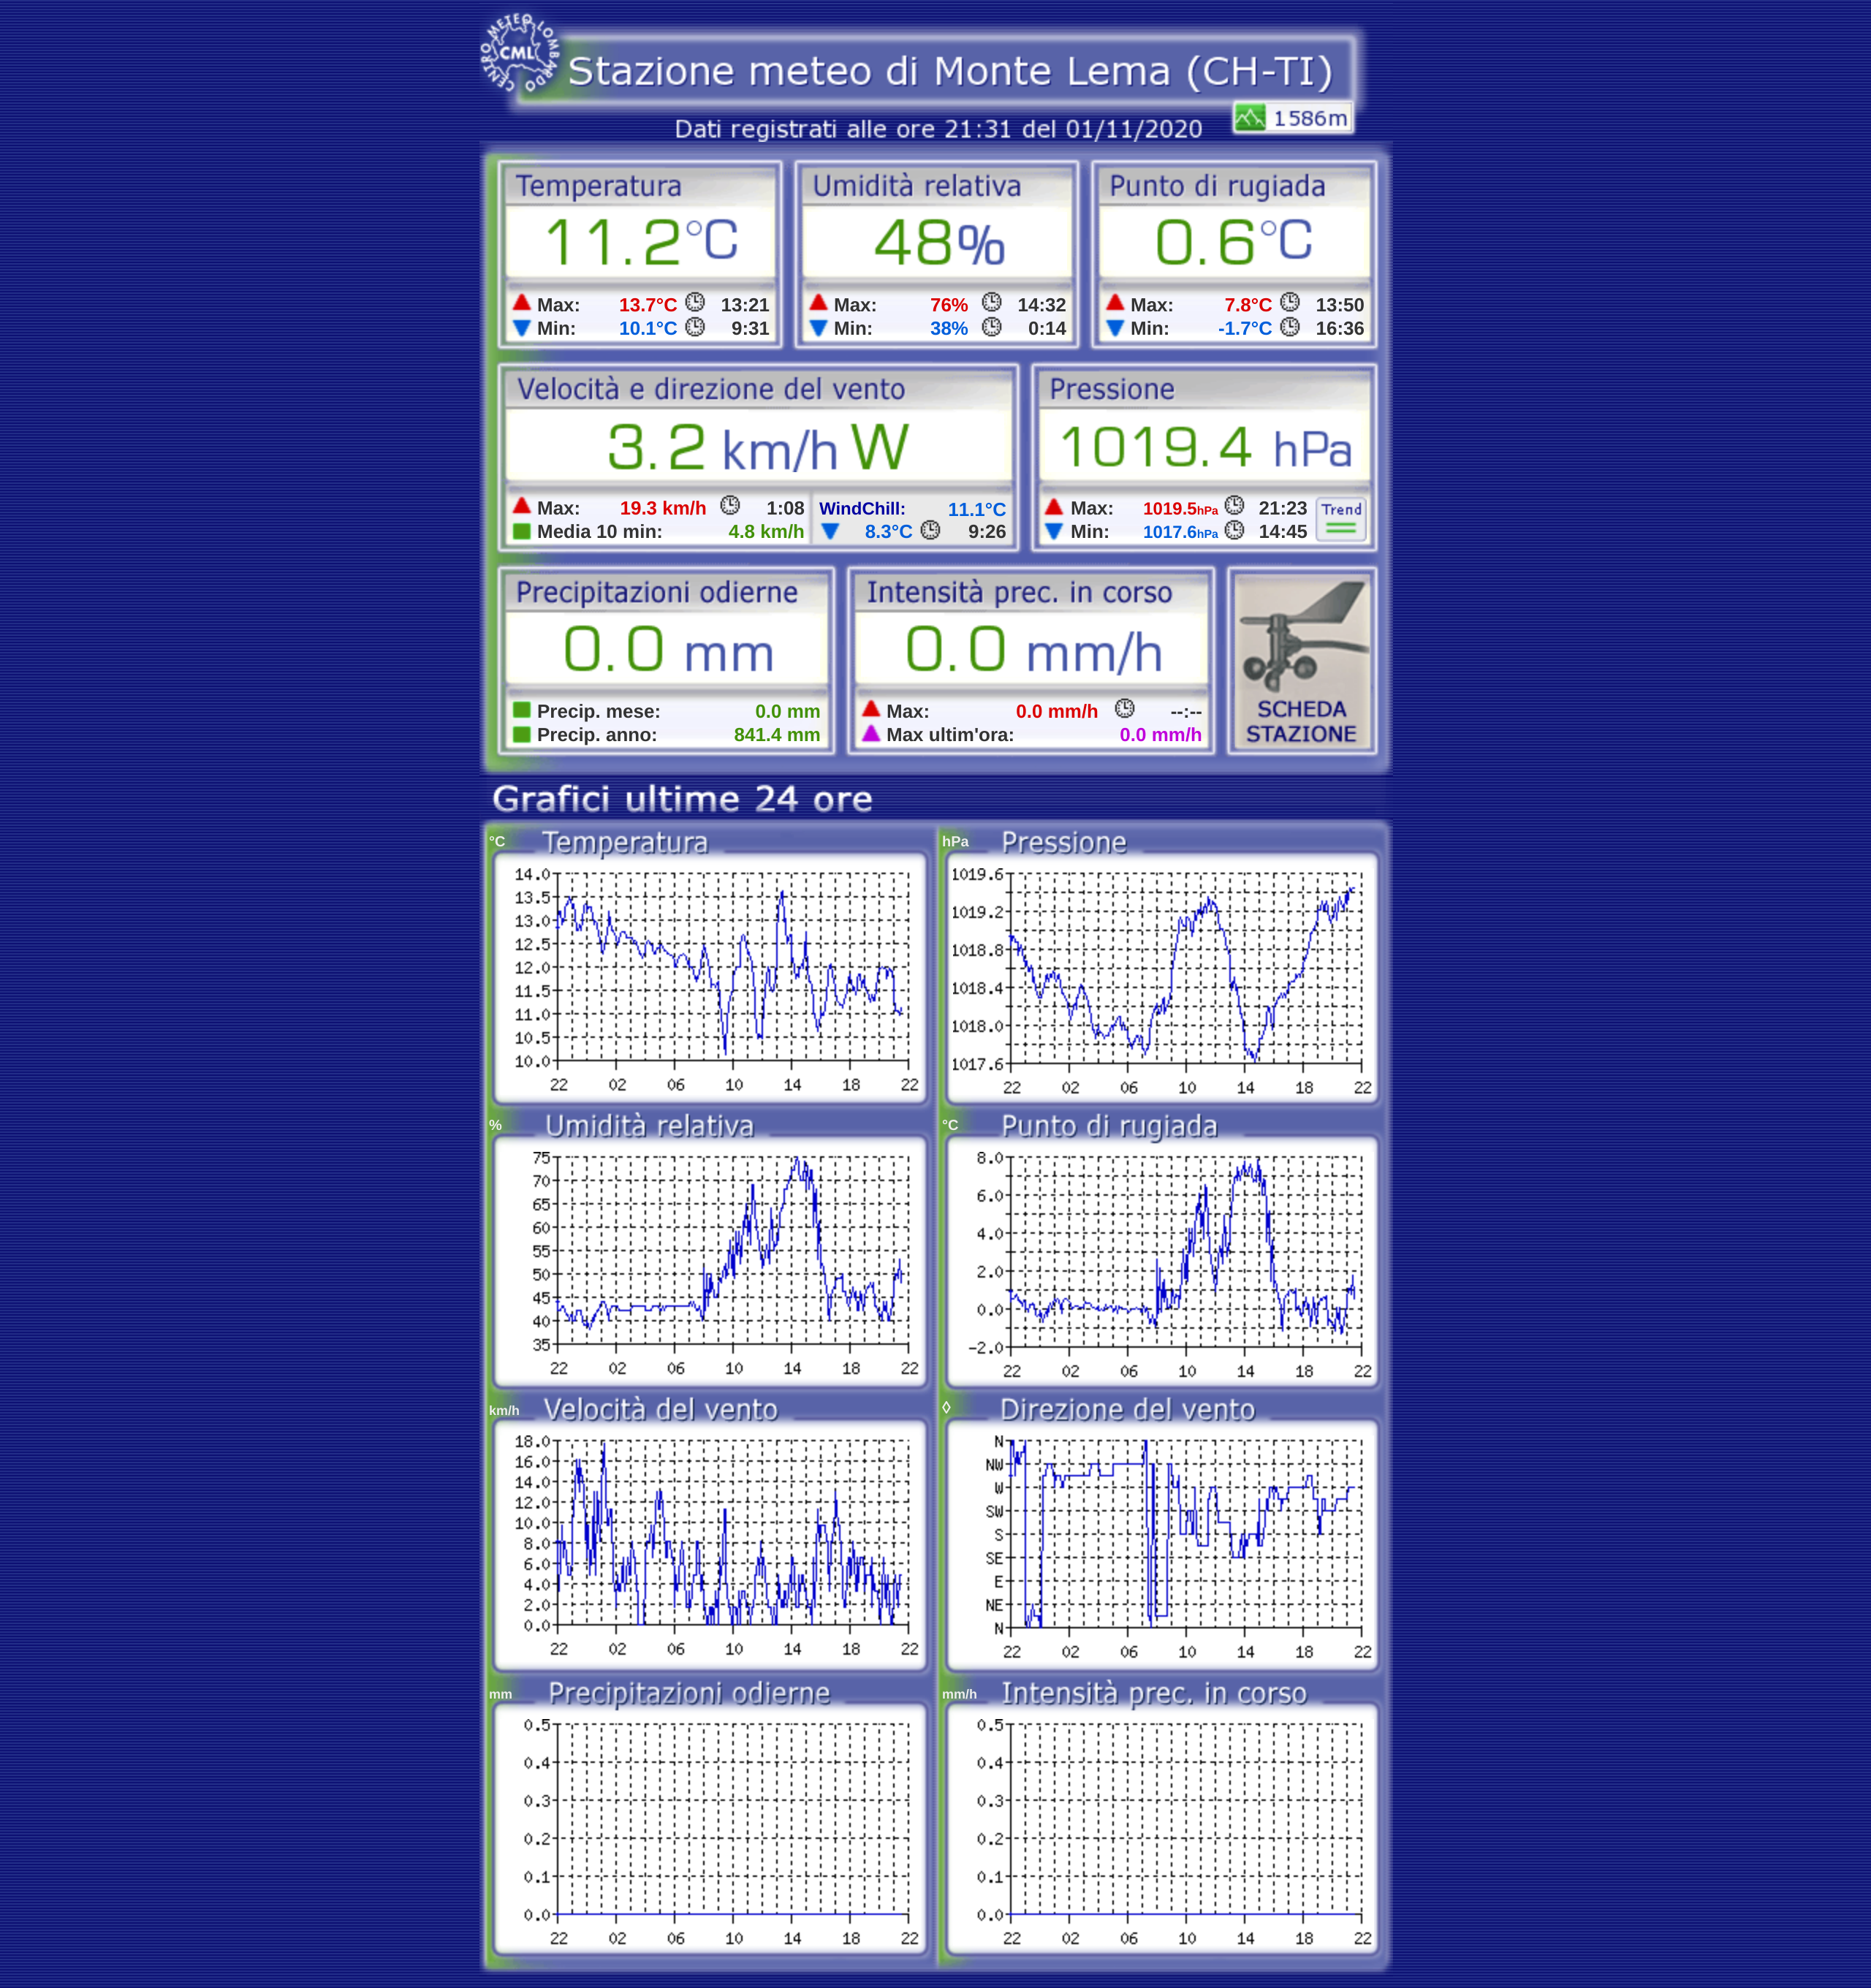 CENTRO METEO LOMBARDO
CML
Stazione meteo di Monte Lema (CH-TI)
1586m
Dati registrati alle ore 21:31 del 01/11/2020
Temperatura Umidità relativa Punto di rugiada
11.2°C 48% 0.6°C
Max: 13.7°C 13:21 Max: 76% 14:32 Max: 7.8°C 13:50
Min: 10.1°C 9:31 Min: 38% 0:14 Min: -1.7°C 16:36
Velocità e direzione del vento Pressione
3.2 km/h W 1019.4 hPa
Max: 19.3 km/h 1:08 WindChill: 11.1°C Max: 1019.5hPa 21:23 Trend
Media 10 min: 4.8 km/h 8.3°C 9:26 Min: 1017.6hPa 14:45
Precipitazioni odierne Intensità prec. in corso
0.0 mm 0.0 mm/h
Precip. mese: 0.0 mm Max: 0.0 mm/h --:-- SCHEDA
Precip. anno: 841.4 mm Max ultim'ora: 0.0 mm/h STAZIONE
Grafici ultime 24 ore
°C Temperatura
14.0
13.5
13.0
12.5
12.0
11.5
11.0
10.5
10.0
22 02 06 10 14 18 22
hPa Pressione
1019.6
1019.2
1018.8
1018.4
1018.0
1017.6
22 02 06 10 14 18 22
% Umidità relativa
75
70
65
60
55
50
45
40
35
22 02 06 10 14 18 22
°C Punto di rugiada
8.0
6.0
4.0
2.0
0.0
-2.0
22 02 06 10 14 18 22
km/h Velocità del vento
18.0
16.0
14.0
12.0
10.0
8.0
6.0
4.0
2.0
0.0
22 02 06 10 14 18 22
◊ Direzione del vento
N
NW
W
SW
S
SE
E
NE
N
22 02 06 10 14 18 22
mm Precipitazioni odierne
0.5
0.4
0.3
0.2
0.1
0.0
22 02 06 10 14 18 22
mm/h Intensità prec. in corso
0.5
0.4
0.3
0.2
0.1
0.0
22 02 06 10 14 18 22